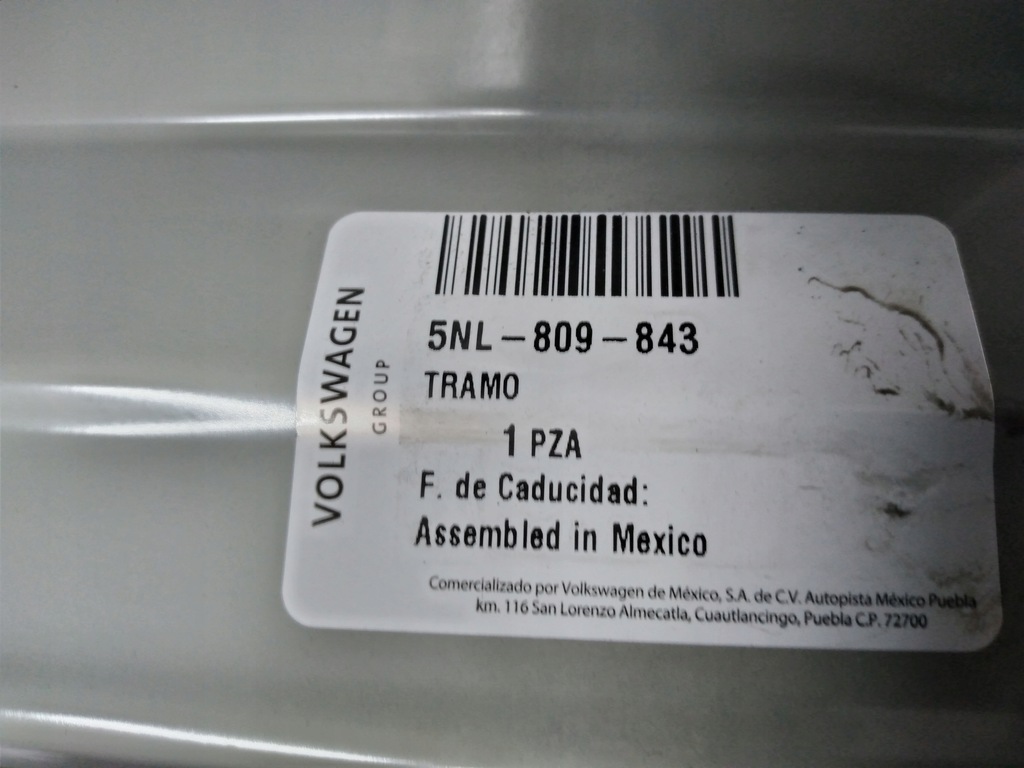 VOLKSWAGEN
GROUP
5NL-809-843
TRAMO
1 PZA
F. de Caducidad:
Assembled in Mexico
Comercializado por Volkswagen de México, S.A. de C.V. Autopista México Puebla
km. 116 San Lorenzo Almecatla, Cuautlancingo, Puebla C.P. 72700